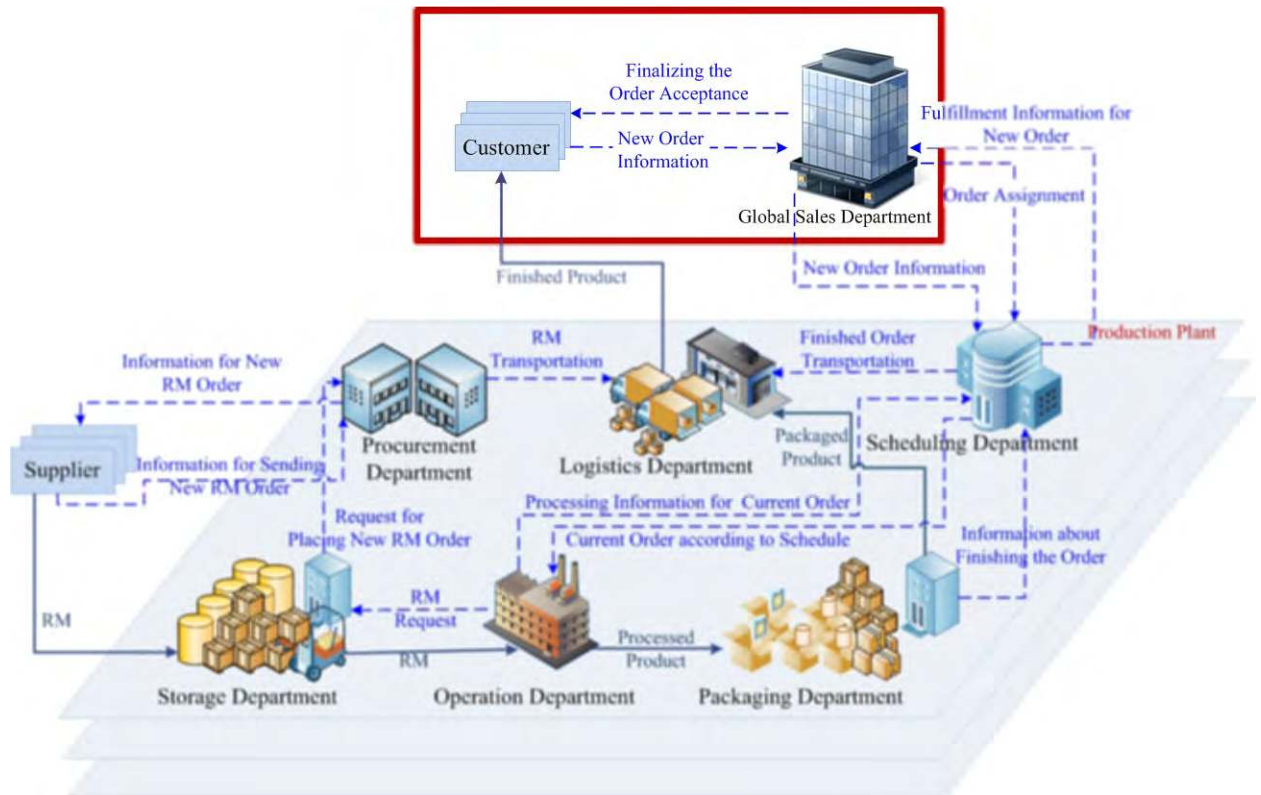 Finalizing the
Order Acceptance
Customer
New Order
Information
Fulfillment Information for
New Order
Order Assignment
Global Sales Department
New Order Information
Finished Product
Production Plant
Information for New
RM Order
RM
Transportation
Finished Order
Transportation
Procurement
Department
Logistics Department
Packaged
Product
Scheduling Department
Supplier
Information for Sending
New RM Order
Processing Information for Current Order
Request for
Placing New RM Order
Current Order according to Schedule
Information about
Finishing the Order
RM
RM
Request
RM
Processed
Product
Storage Department
Operation Department
Packaging Department